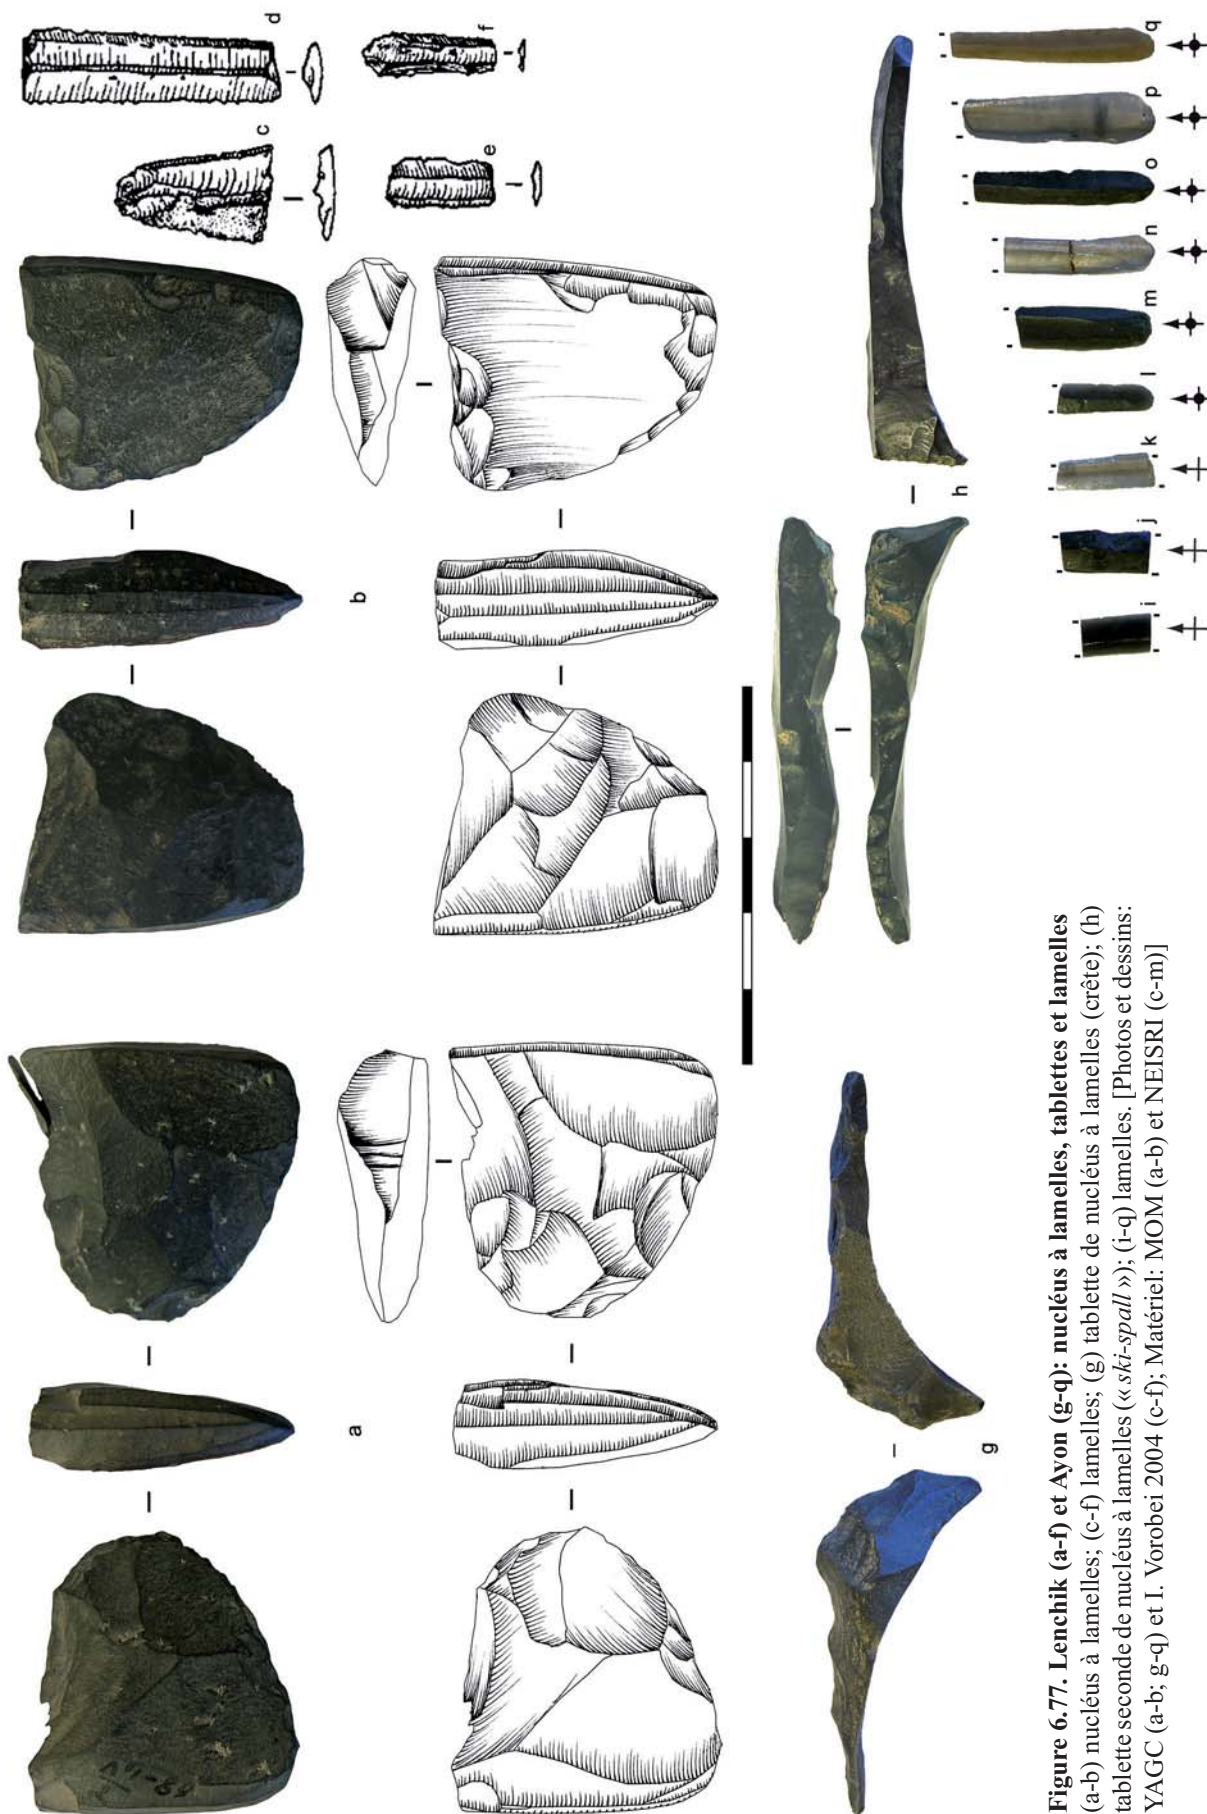 a
b
c
d
e
f
g
h
i
j
k
l
m
n
o
p
q
Figure 6.77. Lenchik (a-f) et Ayon (g-q): nucléus à lamelles, tablettes et lamelles
(a-b) nucléus à lamelles; (c-f) lamelles; (g) tablette de nucléus à lamelles (crête); (h)
tablette seconde de nucléus à lamelles (« ski-spall »); (i-q) lamelles. [Photos et dessins:
YAGC (a-b; g-q) et I. Vorobei 2004 (c-f); Matériel: MOM (a-b) et NEISRI (c-m)]